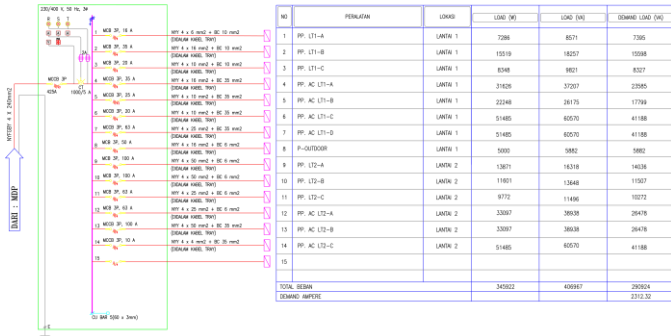 220/400 V, 50 Hz, 3#
R S T
MCCB 3P
425A
CT
1000/5 A
NYFGBY 4 X 240mm2
DARI : MDP
CU BAR 5(60 x 3mm)
E
1 MCB 3P, 16 A NYY 4 x 6 mm2 + BC 10 mm2
(DIDALAM KABEL TRAY)
2 MCB 3P, 35 A NYY 4 x 16 mm2 + BC 10 mm2
(DIDALAM KABEL TRAY)
3 MCB 3P, 20 A NYY 4 x 10 mm2 + BC 10 mm2
(DIDALAM KABEL TRAY)
4 MCCB 3P, 35 A NYY 4 x 16 mm2 + BC 35 mm2
(DIDALAM KABEL TRAY)
5 MCCB 3P, 25 A NYY 4 x 10 mm2 + BC 35 mm2
(DIDALAM KABEL TRAY)
6 MCCB 3P, 20 A NYY 4 x 10 mm2 + BC 35 mm2
(DIDALAM KABEL TRAY)
7 MCCB 3P, 63 A NYY 4 x 25 mm2 + BC 35 mm2
(DIDALAM KABEL TRAY)
8 MCB 3P, 50 A NYY 4 x 16 mm2 + BC 6 mm2
(DIDALAM KABEL TRAY)
9 MCB 3P, 100 A NYY 4 x 50 mm2 + BC 6 mm2
(DIDALAM KABEL TRAY)
10 MCB 3P, 100 A NYY 4 x 50 mm2 + BC 6 mm2
(DIDALAM KABEL TRAY)
11 MCB 3P, 63 A NYY 4 x 25 mm2 + BC 6 mm2
(DIDALAM KABEL TRAY)
12 MCB 3P, 63 A NYY 4 x 25 mm2 + BC 6 mm2
(DIDALAM KABEL TRAY)
13 MCCB 3P, 100 A NYY 4 x 50 mm2 + BC 35 mm2
(DIDALAM KABEL TRAY)
14 MCCB 3P, 10 A NYY 4 x 4 mm2 + BC 35 mm2
(DIDALAM KABEL TRAY)
15
NO PERALATAN LOKASI LOAD (W) LOAD (VA) DEMAND LOAD (VA)
1 PP. LT1-A LANTAI 1 7286 8571 7395
2 PP. LT1-B LANTAI 1 15519 18257 15598
3 PP. LT1-C LANTAI 1 8348 9821 8327
4 PP. AC LT1-A LANTAI 1 31626 37207 23585
5 PP. AC LT1-B LANTAI 1 22248 26175 17799
6 PP. AC LT1-C LANTAI 1 51485 60570 41188
7 PP. AC LT1-D LANTAI 1 51485 60570 41188
8 P-OUTDOOR LANTAI 1 5000 5882 5882
9 PP. LT2-A LANTAI 2 13871 16318 14036
10 PP. LT2-B LANTAI 2 11601 13648 11507
11 PP. LT2-C LANTAI 2 9772 11496 10272
12 PP. AC LT2-A LANTAI 2 33097 38938 26478
13 PP. AC LT2-B LANTAI 2 33097 38938 26478
14 PP. AC LT2-C LANTAI 2 51485 60570 41188
15
TOTAL BEBAN 345922 406967 290924
DEMAND AMPERE 2312.32